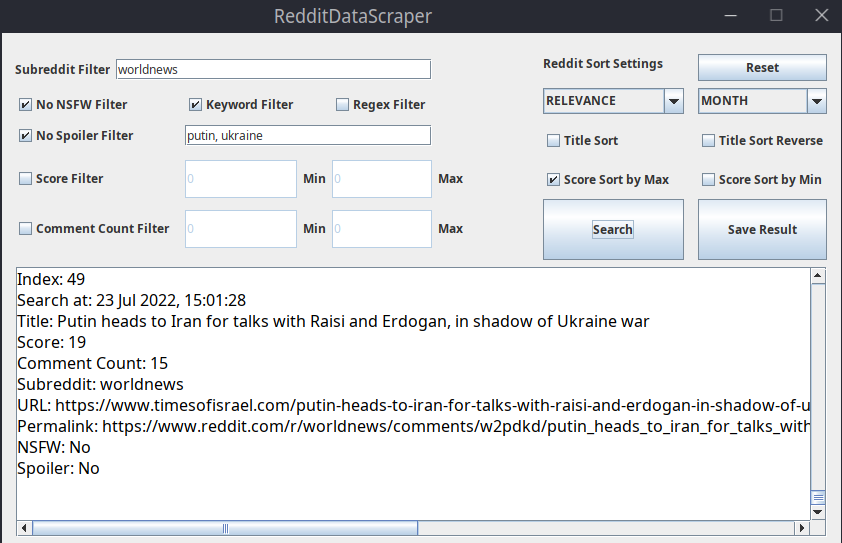 RedditDataScraper
Subreddit Filter worldnews
Reddit Sort Settings Reset
No NSFW Filter Keyword Filter Regex Filter
RELEVANCE MONTH
No Spoiler Filter putin, ukraine
Title Sort Title Sort Reverse
Score Filter 0 Min 0 Max
Score Sort by Max Score Sort by Min
Comment Count Filter 0 Min 0 Max
Search Save Result
Index: 49
Search at: 23 Jul 2022, 15:01:28
Title: Putin heads to Iran for talks with Raisi and Erdogan, in shadow of Ukraine war
Score: 19
Comment Count: 15
Subreddit: worldnews
URL: https://www.timesofisrael.com/putin-heads-to-iran-for-talks-with-raisi-and-erdogan-in-shadow-of-u
Permalink: https://www.reddit.com/r/worldnews/comments/w2pdkd/putin_heads_to_iran_for_talks_with
NSFW: No
Spoiler: No